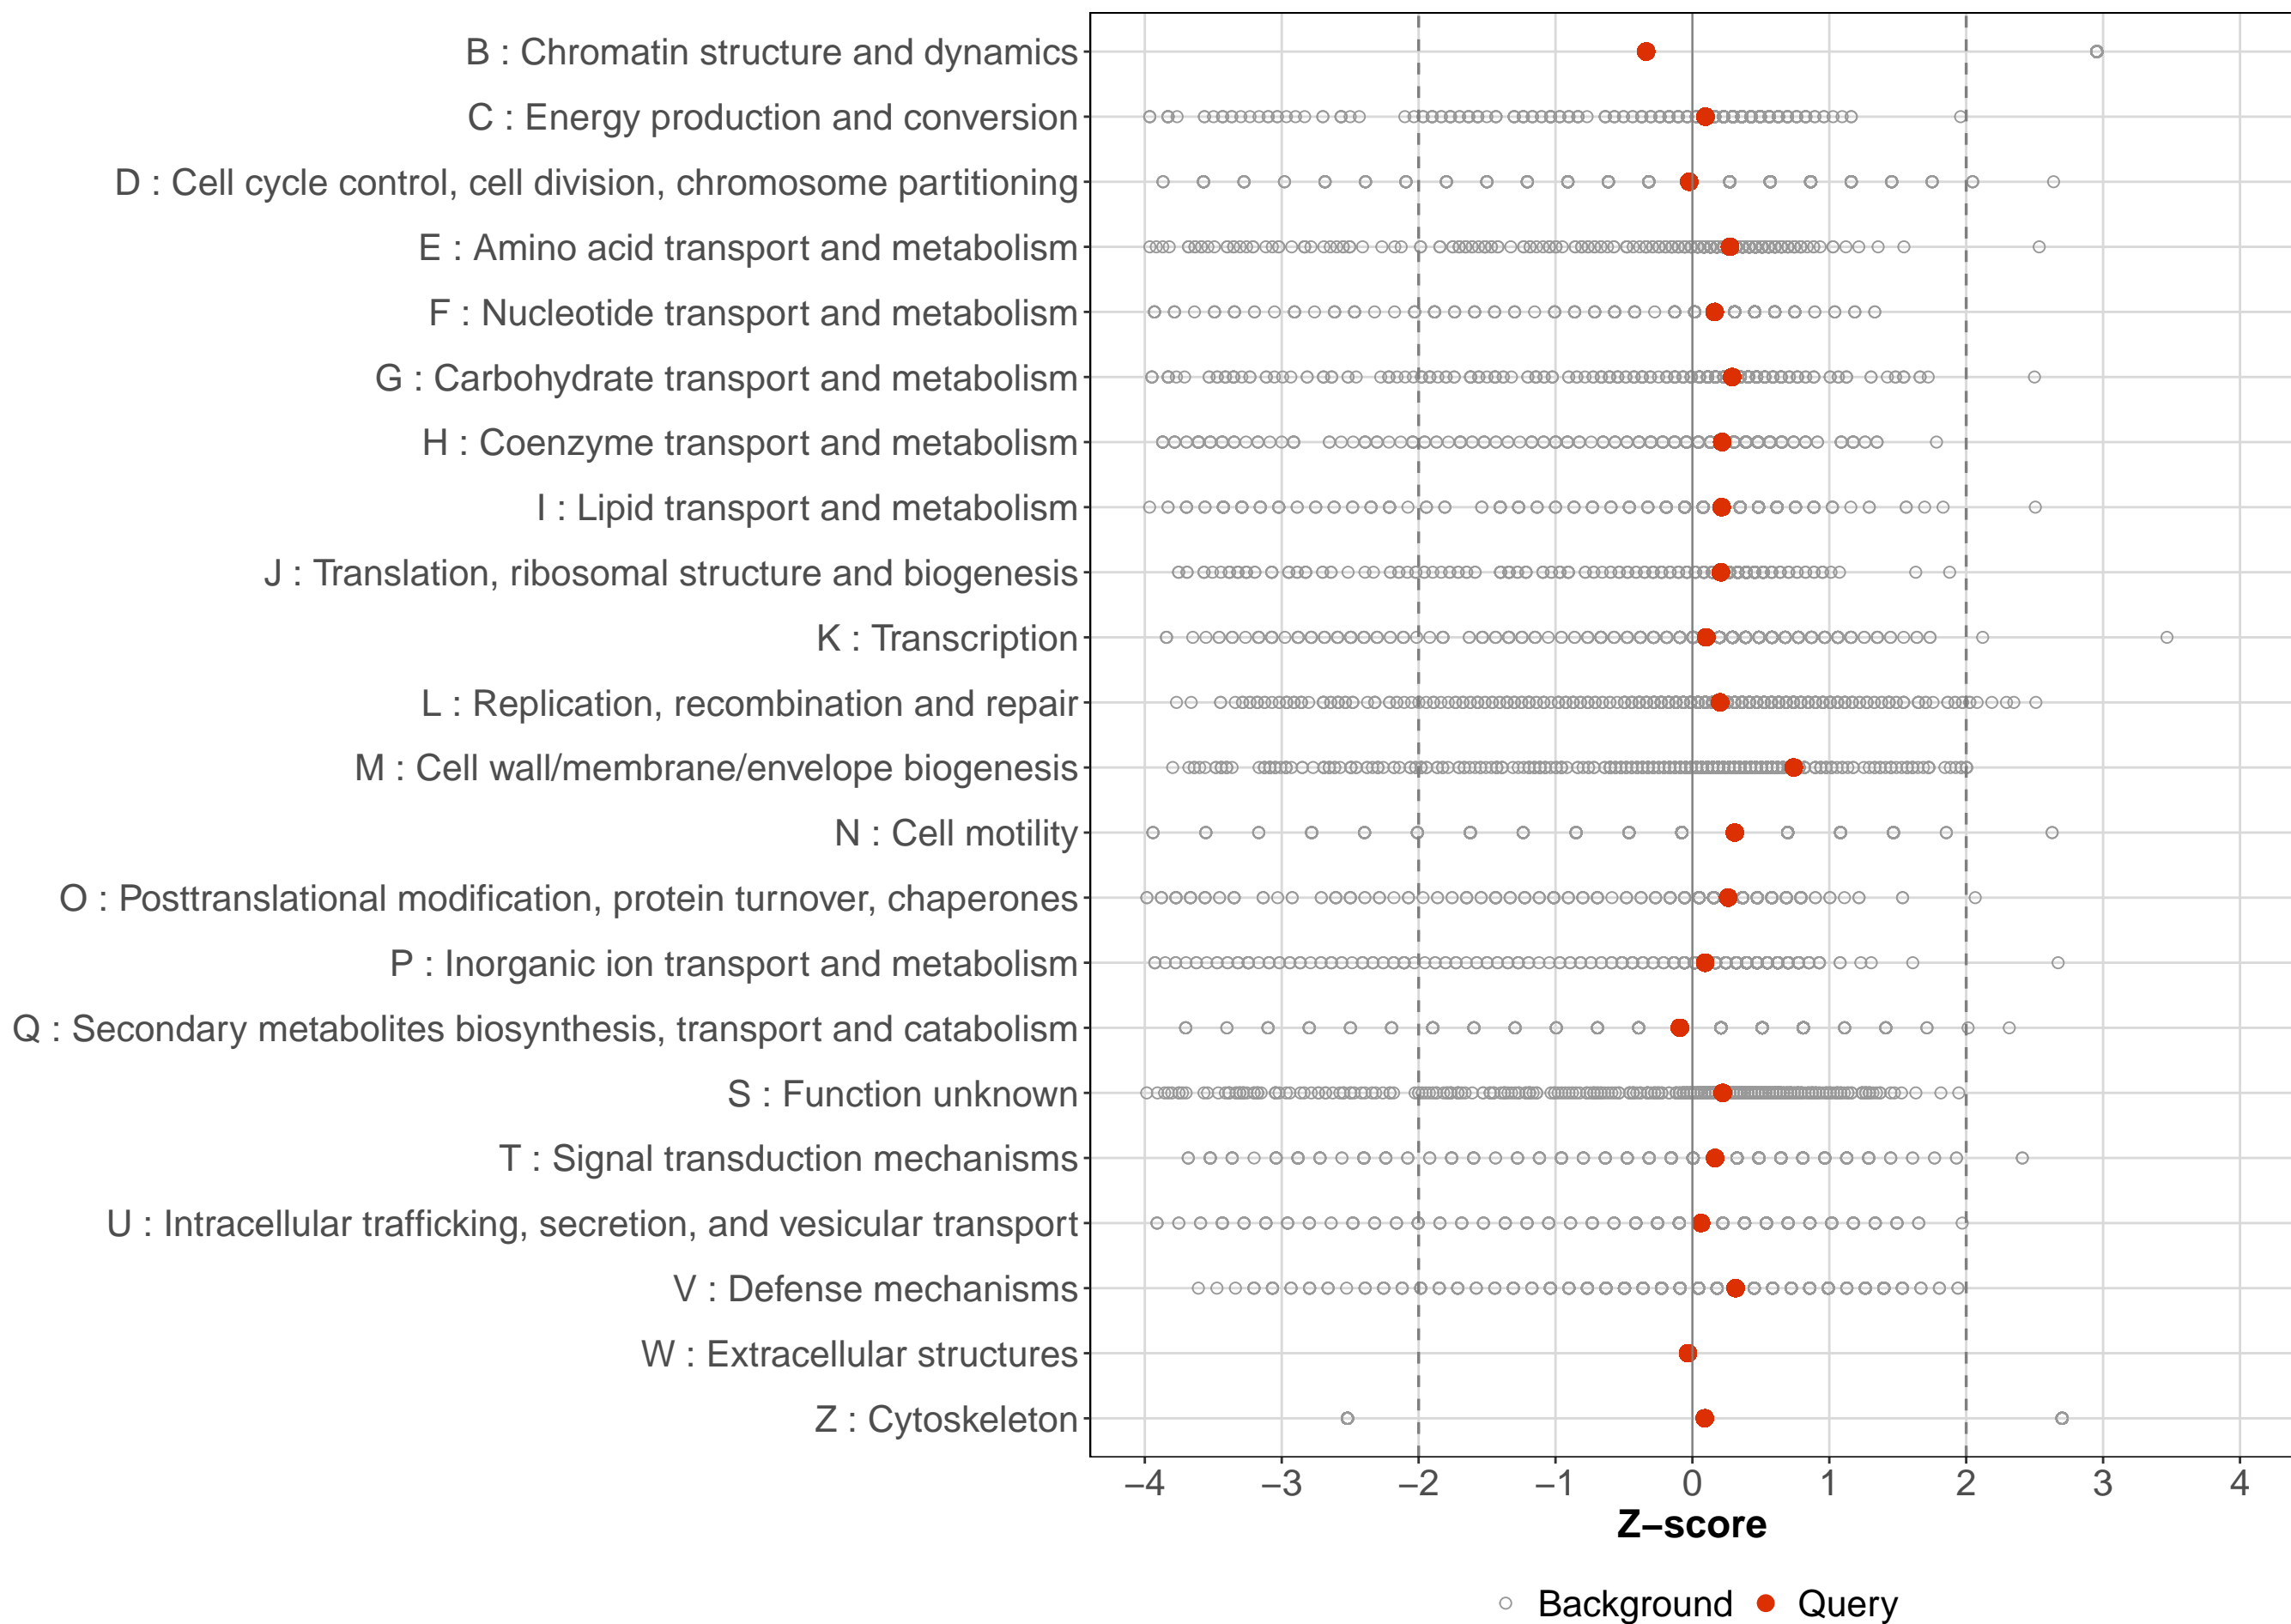 B : Chromatin structure and dynamics
C : Energy production and conversion
D : Cell cycle control, cell division, chromosome partitioning
E : Amino acid transport and metabolism
F : Nucleotide transport and metabolism
G : Carbohydrate transport and metabolism
H : Coenzyme transport and metabolism
I : Lipid transport and metabolism
J : Translation, ribosomal structure and biogenesis
K : Transcription
L : Replication, recombination and repair
M : Cell wall/membrane/envelope biogenesis
N : Cell motility
O : Posttranslational modification, protein turnover, chaperones
P : Inorganic ion transport and metabolism
Q : Secondary metabolites biosynthesis, transport and catabolism
S : Function unknown
T : Signal transduction mechanisms
U : Intracellular trafficking, secretion, and vesicular transport
V : Defense mechanisms
W : Extracellular structures
Z : Cytoskeleton
−4 −3 −2 −1 0 1 2 3 4
Z−score
Background Query